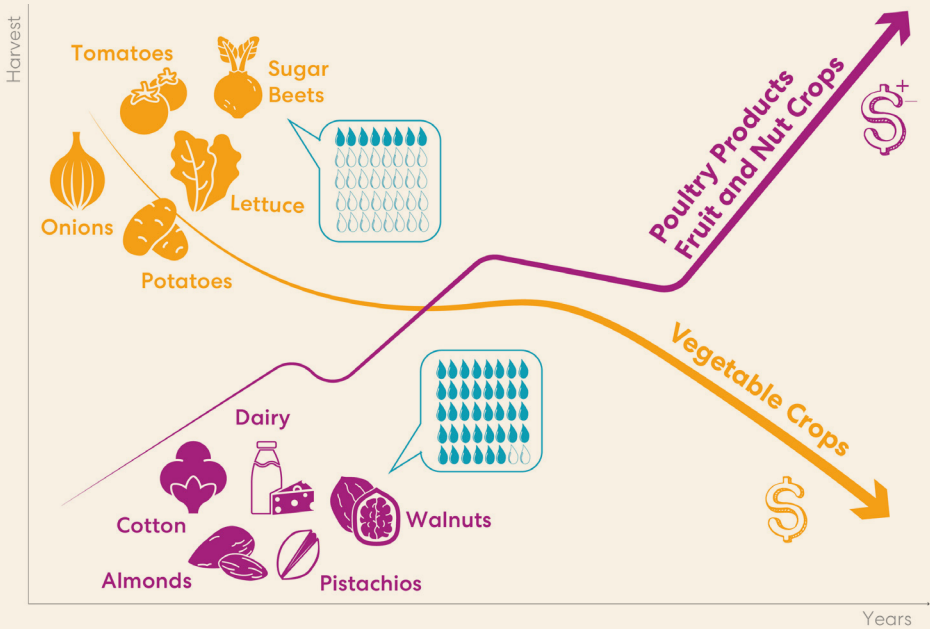 Harvest
Tomatoes
Sugar
Beets
Onions
Lettuce
Potatoes
Poultry Products
Fruit and Nut Crops
$+
Vegetable Crops
$
Dairy
Cotton
Walnuts
Almonds
Pistachios
Years